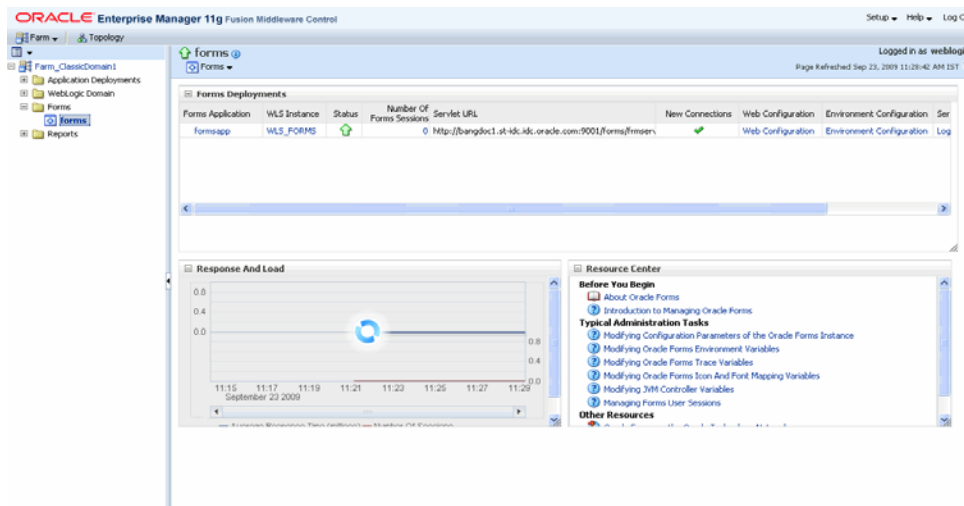 ORACLE Enterprise Manager 11g Fusion Middleware Control
Setup Help Log
Farm Topology
Farm_ClassicDomain1
Application Deployments
WebLogic Domain
Forms
forms
Reports
forms
Forms
Logged in as
Page Refreshed Sep 23, 2009 11:28:42 AM IST
Forms Deployments
Forms Application WLS Instance Status Number Of Forms Sessions Servlet URL New Connections Web Configuration Environment Configuration Ser
formsapp WLS_FORMS 0 http://bangdoc1.st-idc.idc.oracle.com:9001/forms/frmserv Web Configuration Environment Configuration Log
Response And Load
0.8
0.4
0.0
0.8
0.4
0.0
11:15 11:17 11:19 11:21 11:23 11:25 11:27 11:29
September 23 2009
Resource Center
Before You Begin
About Oracle Forms
Introduction to Managing Oracle Forms
Typical Administration Tasks
Modifying Configuration Parameters of the Oracle Forms Instance
Modifying Oracle Forms Environment Variables
Modifying Oracle Forms Trace Variables
Modifying Oracle Forms Icon And Font Mapping Variables
Modifying JVM Controller Variables
Managing Forms User Sessions
Other Resources